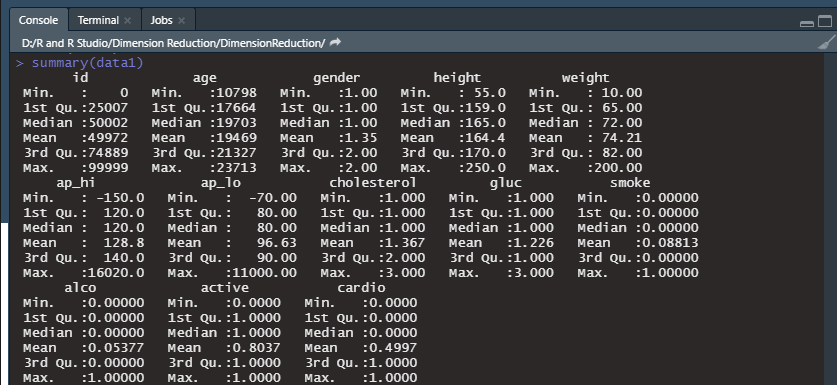 Console Terminal × Jobs ×
D:/R and R Studio/Dimension Reduction/DimensionReduction/
> summary(data1)
id age gender height weight
Min. : 0 Min. :10798 Min. :1.00 Min. : 55.0 Min. : 10.00
1st Qu.:25007 1st Qu.:17664 1st Qu.:1.00 1st Qu.:159.0 1st Qu.: 65.00
Median :50002 Median :19703 Median :1.00 Median :165.0 Median : 72.00
Mean :49972 Mean :19469 Mean :1.35 Mean :164.4 Mean : 74.21
3rd Qu.:74889 3rd Qu.:21327 3rd Qu.:2.00 3rd Qu.:170.0 3rd Qu.: 82.00
Max. :99999 Max. :23713 Max. :2.00 Max. :250.0 Max. :200.00
ap_hi ap_lo cholesterol gluc smoke
Min. : -150.0 Min. : -70.00 Min. :1.000 Min. :1.000 Min. :0.00000
1st Qu.: 120.0 1st Qu.: 80.00 1st Qu.:1.000 1st Qu.:1.000 1st Qu.:0.00000
Median : 120.0 Median : 80.00 Median :1.000 Median :1.000 Median :0.00000
Mean : 128.8 Mean : 96.63 Mean :1.367 Mean :1.226 Mean :0.08813
3rd Qu.: 140.0 3rd Qu.: 90.00 3rd Qu.:2.000 3rd Qu.:1.000 3rd Qu.:0.00000
Max. :16020.0 Max. :11000.00 Max. :3.000 Max. :3.000 Max. :1.00000
alco active cardio
Min. :0.00000 Min. :0.0000 Min. :0.0000
1st Qu.:0.00000 1st Qu.:1.0000 1st Qu.:0.0000
Median :0.00000 Median :1.0000 Median :0.0000
Mean :0.05377 Mean :0.8037 Mean :0.4997
3rd Qu.:0.00000 3rd Qu.:1.0000 3rd Qu.:1.0000
Max. :1.00000 Max. :1.0000 Max. :1.0000